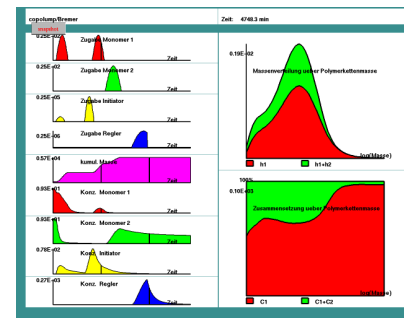 copolump/Bremer
Zeit: 4748.3 min
snapshot
0.25E-02
Zugabe Monomer 1
Zeit
0.25E-02
Zugabe Monomer 2
Zeit
0.25E-05
Zugabe Initiator
Zeit
0.25E-06
Zugabe Regler
Zeit
0.57E+04
kumul. Masse
Zeit
0.93E+01
Konz. Monomer 1
Zeit
0.93E+01
Konz. Monomer 2
Zeit
0.78E-02
Konz. Initiator
Zeit
0.27E-03
Konz. Regler
Zeit
0.19E-02
Massenverteilung ueber Polymerkettenmasse
log(Masse)
h1
h1+h2
100%
0.10E+03
Zusammensetzung ueber Polymerkettenmasse
log(Masse)
C1
C1+C2